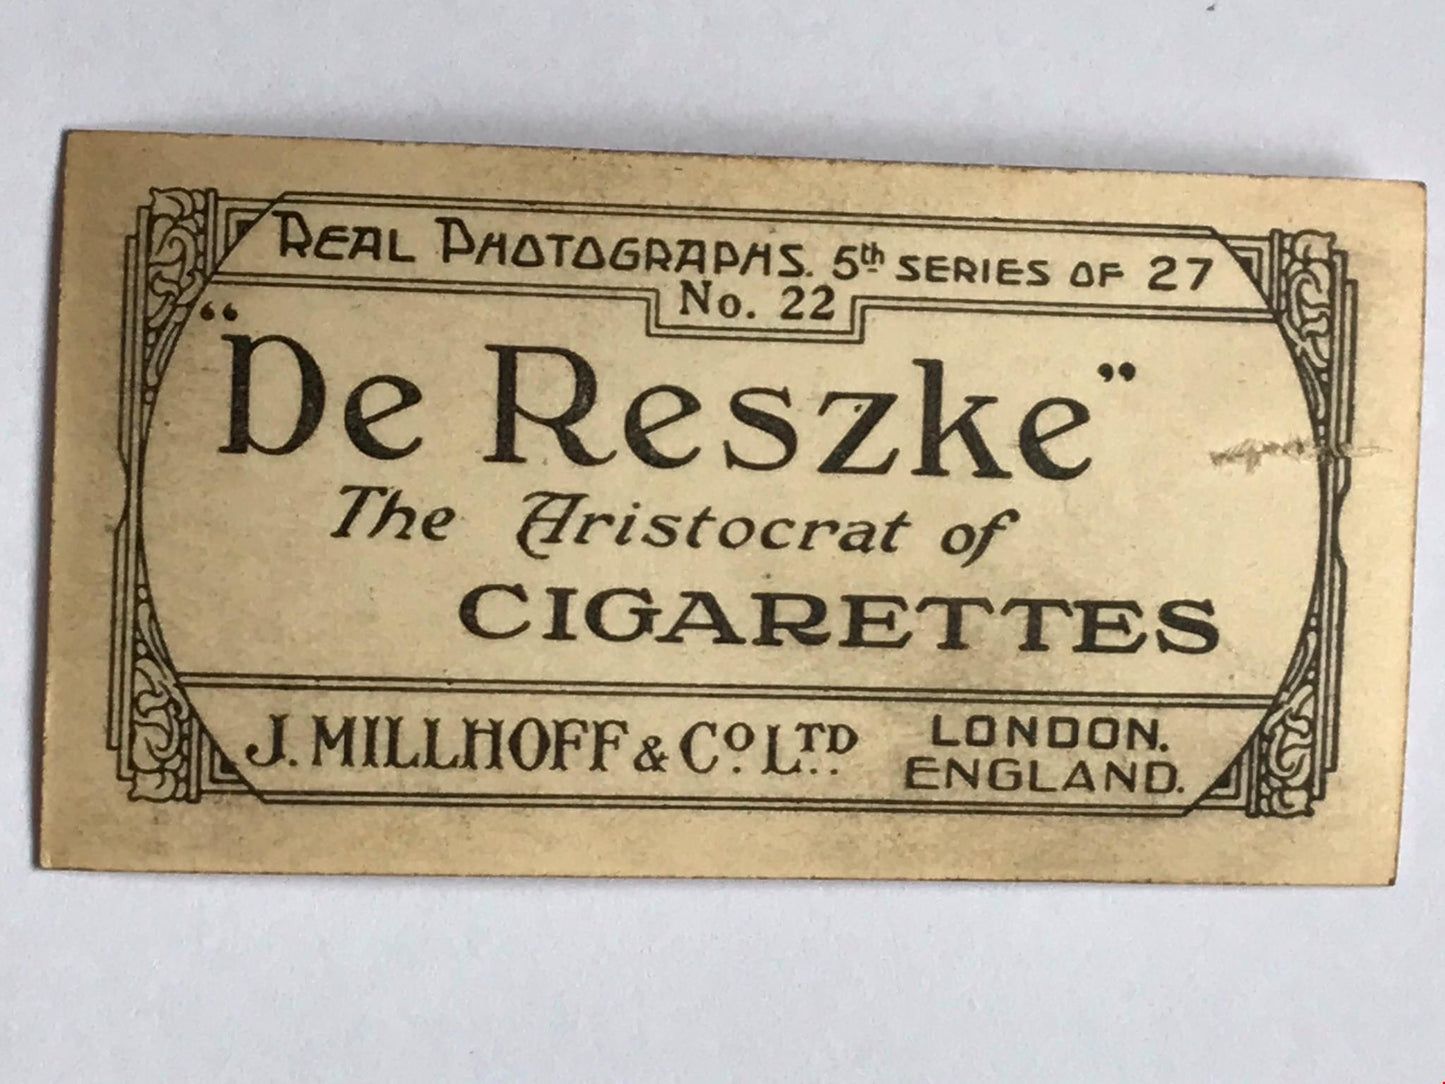 REAL PHOTOGRAPHS. 5th SERIES OF 27
No. 22
“De Reszke”
The Aristocrat of
CIGARETTES
J. MILLHOFF & Co. LTD.
LONDON.
ENGLAND.